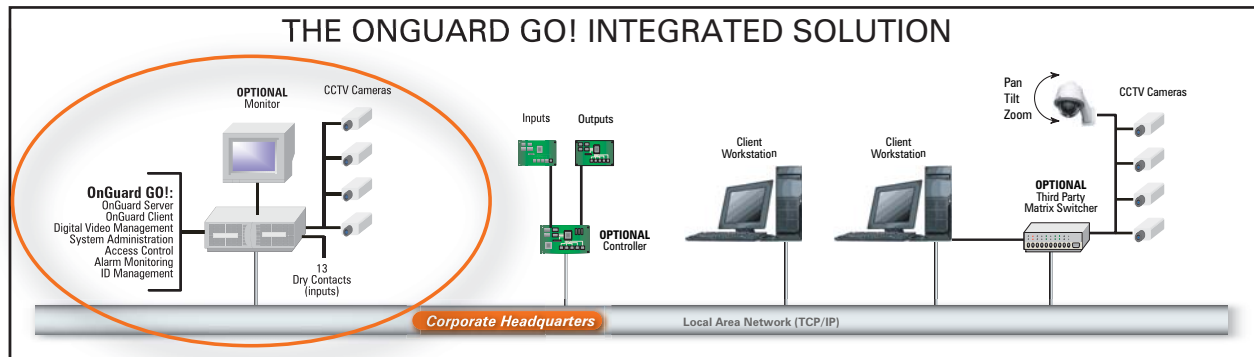 THE ONGUARD GO! INTEGRATED SOLUTION
OPTIONAL
Monitor
CCTV Cameras
OnGuard GO!:
OnGuard Server
OnGuard Client
Digital Video Management
System Administration
Access Control
Alarm Monitoring
ID Management
13
Dry Contacts
(inputs)
Inputs
Outputs
OPTIONAL
Controller
Client
Workstation
Client
Workstation
Pan
Tilt
Zoom
CCTV Cameras
OPTIONAL
Third Party
Matrix Switcher
Corporate Headquarters
Local Area Network (TCP/IP)